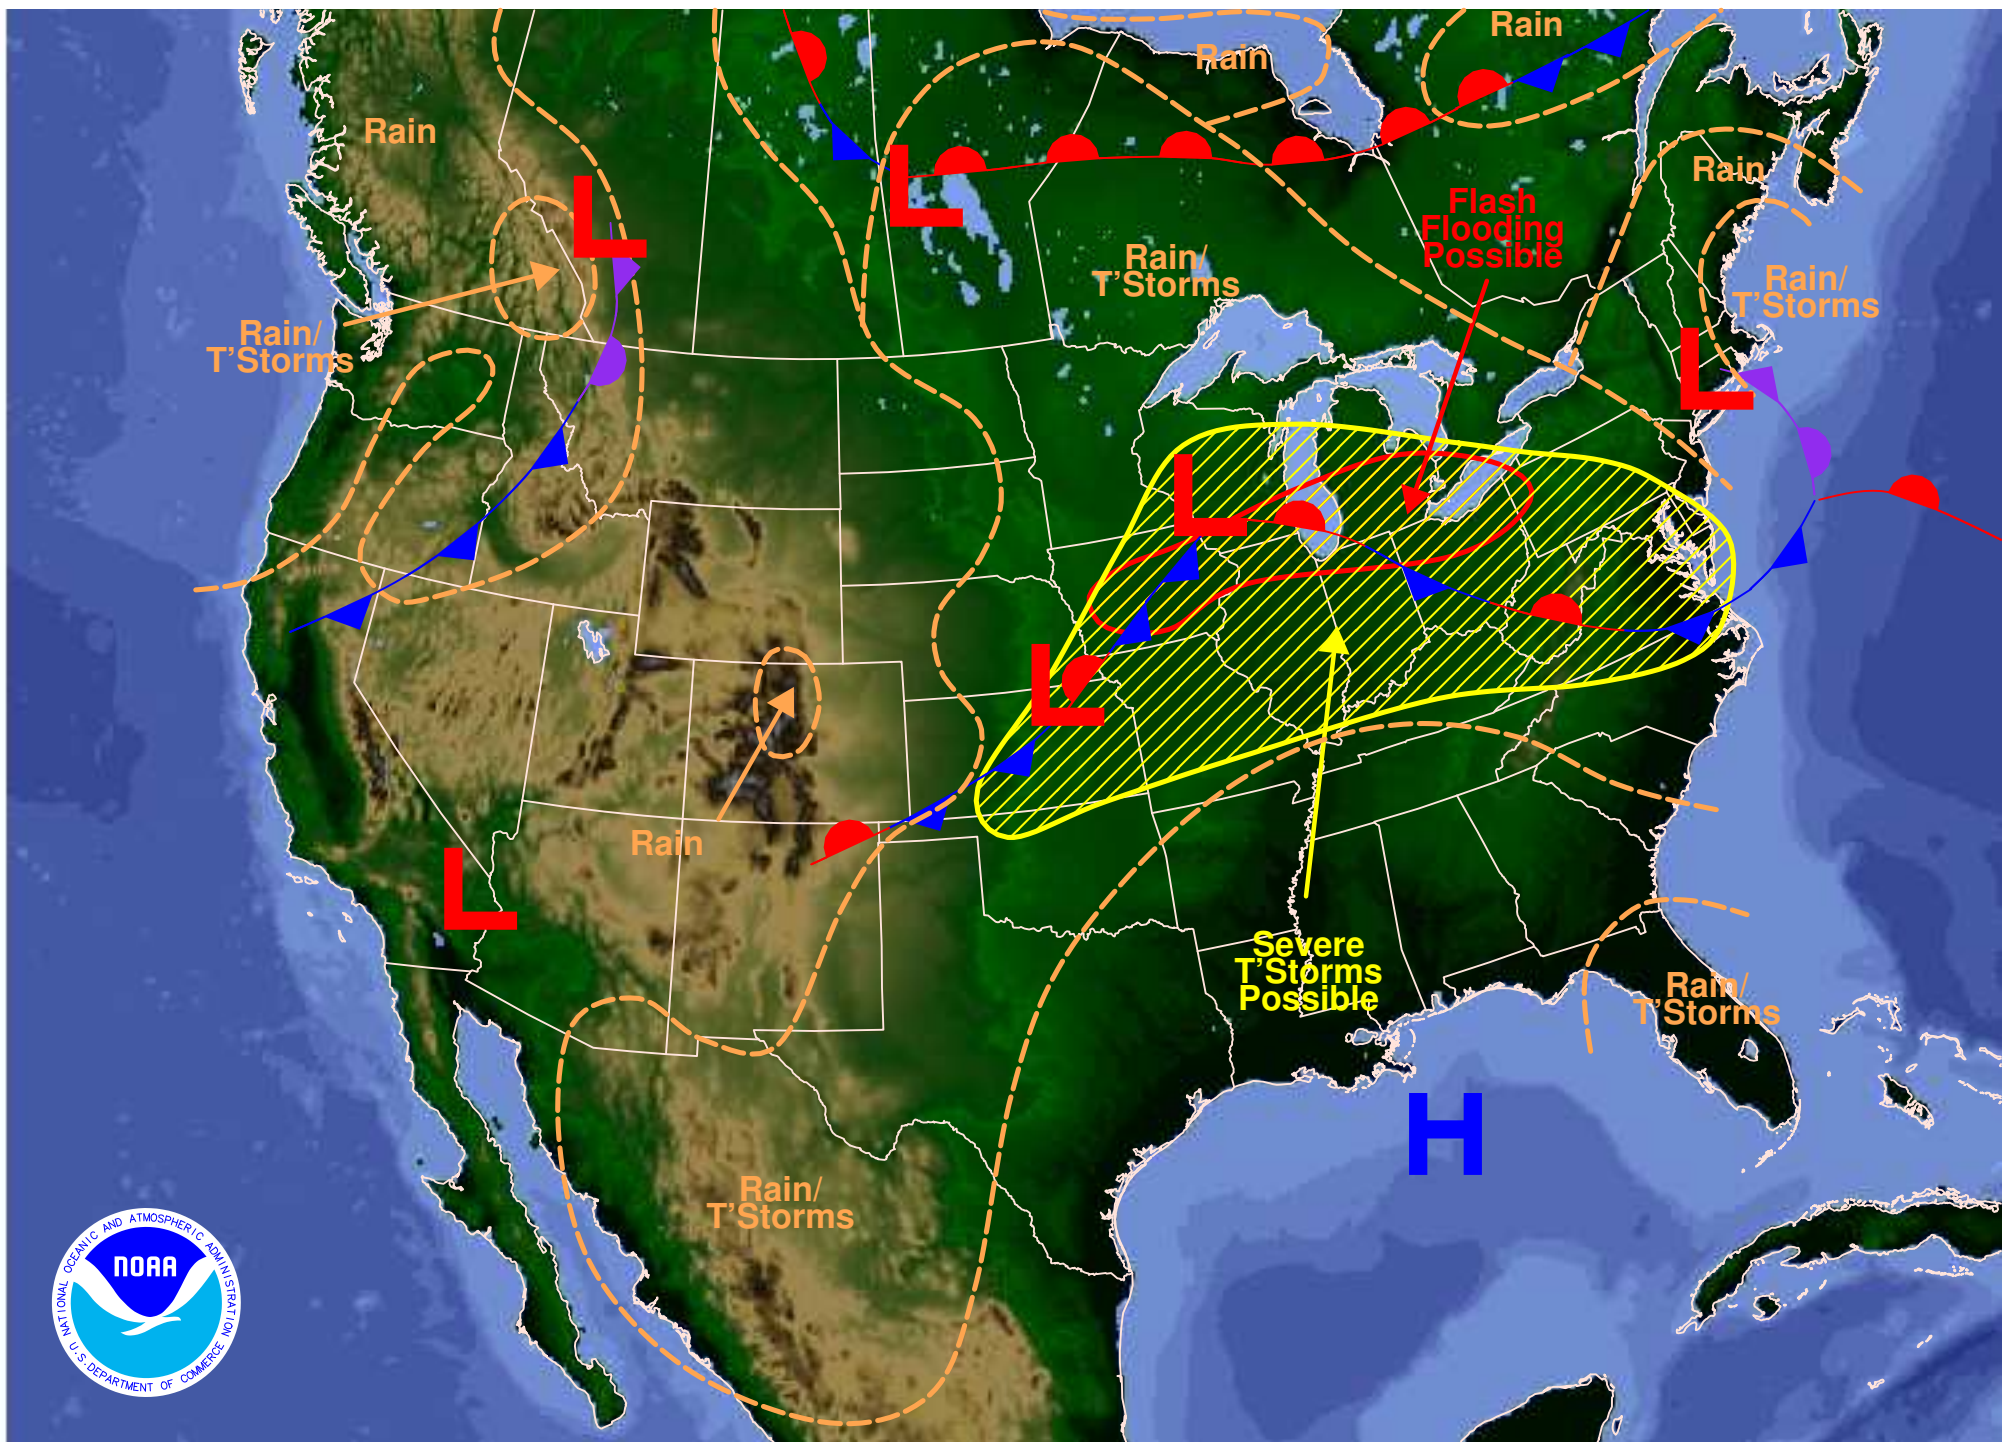 Rain
Rain
Rain
Rain
Flash
Flooding
Possible
Rain/
T'Storms
Rain/
T'Storms
Rain/
T'Storms
L
L
L
L
L
L
Rain
Severe
T'Storms
Possible
Rain/
T'Storms
H
Rain/
T'Storms
NATIONAL OCEANIC AND ATMOSPHERIC ADMINISTRATION
NOAA
U.S. DEPARTMENT OF COMMERCE